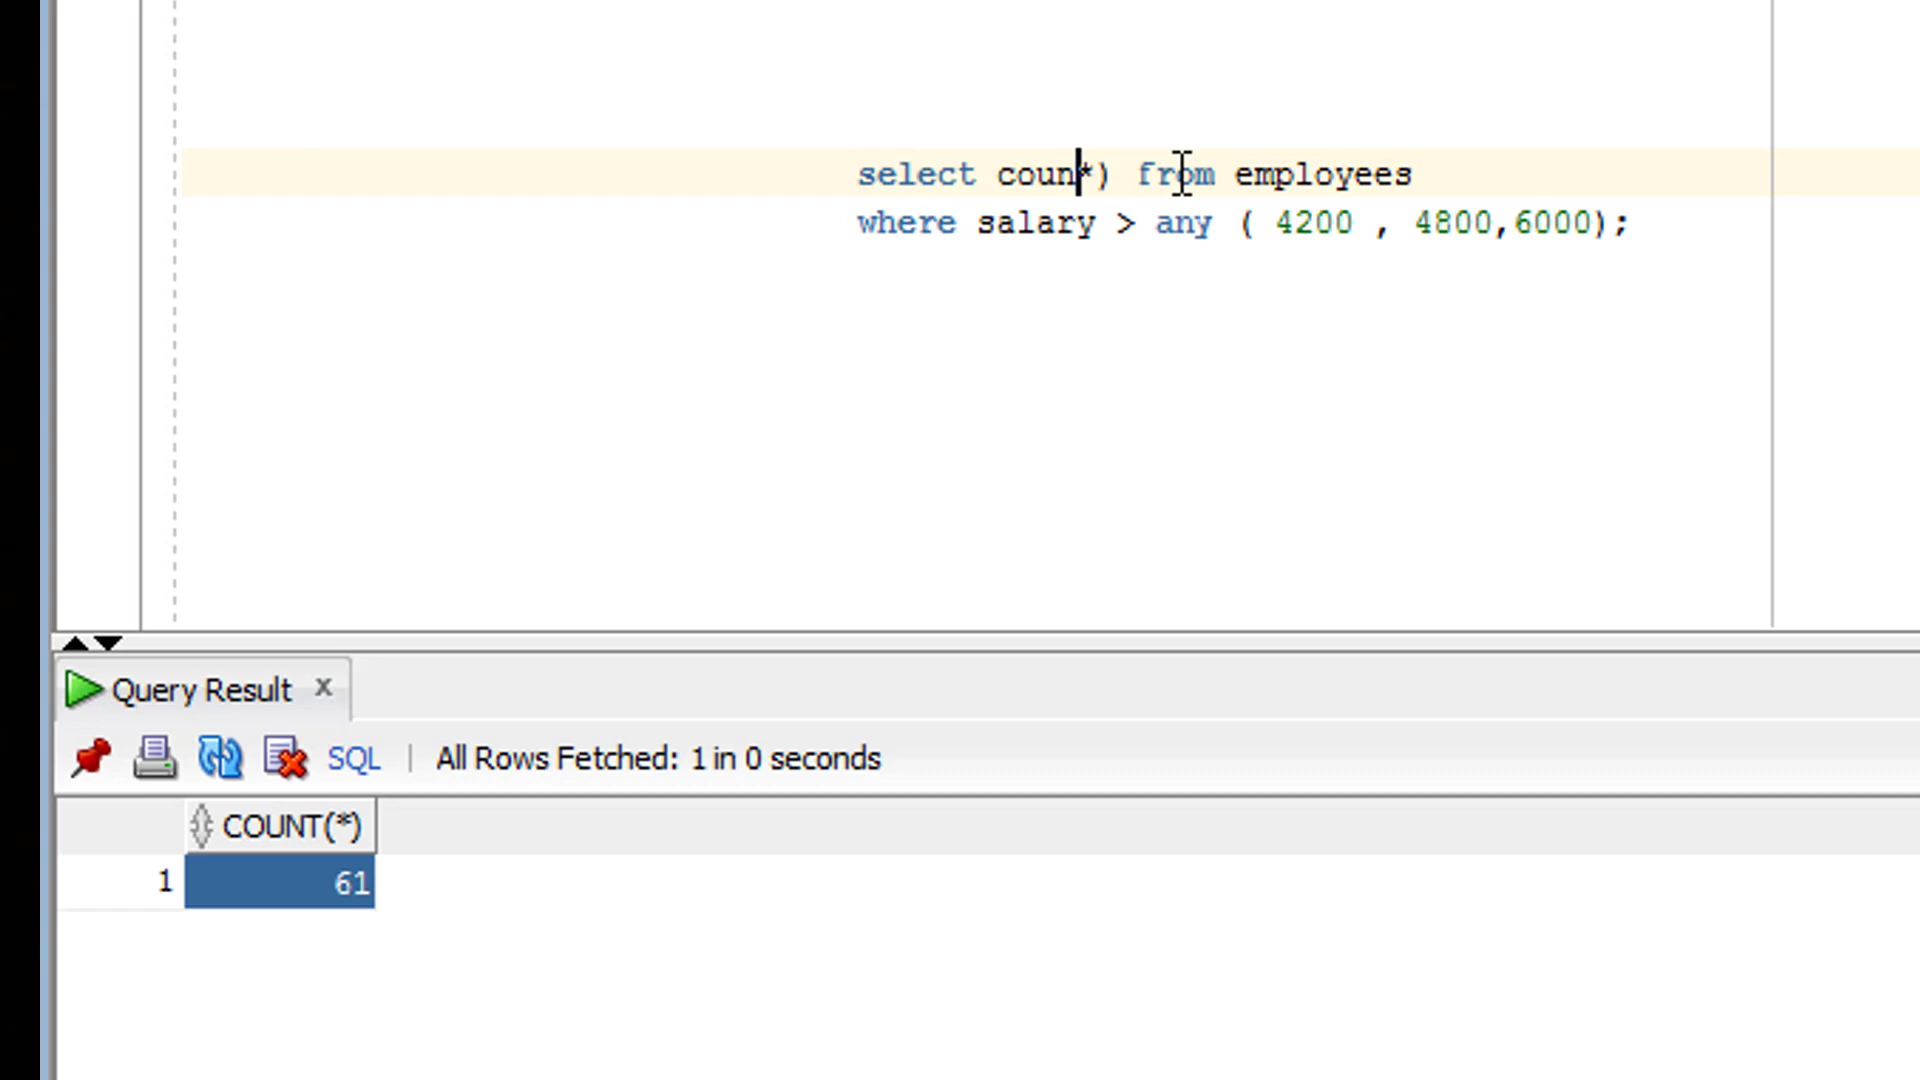 select coun*) from employees
where salary > any ( 4200 , 4800,6000);
Query Result x
SQL | All Rows Fetched: 1 in 0 seconds
COUNT(*)
1 61